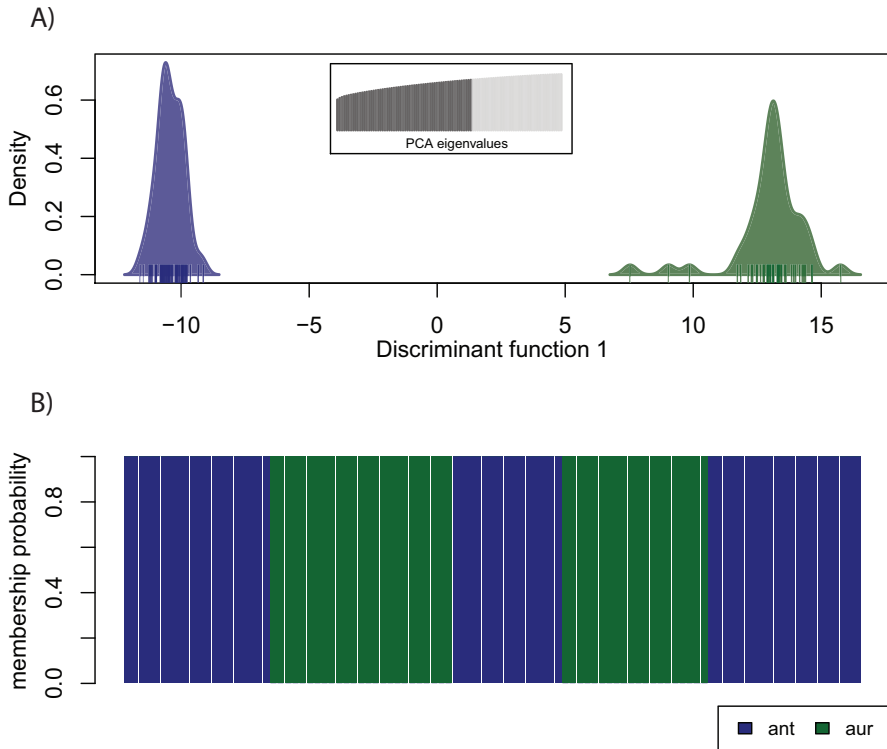 A)
Density
0.0
0.2
0.4
0.6
PCA eigenvalues
−10
−5
0
5
10
15
Discriminant function 1
B)
membership probability
0.0
0.4
0.8
ant
aur